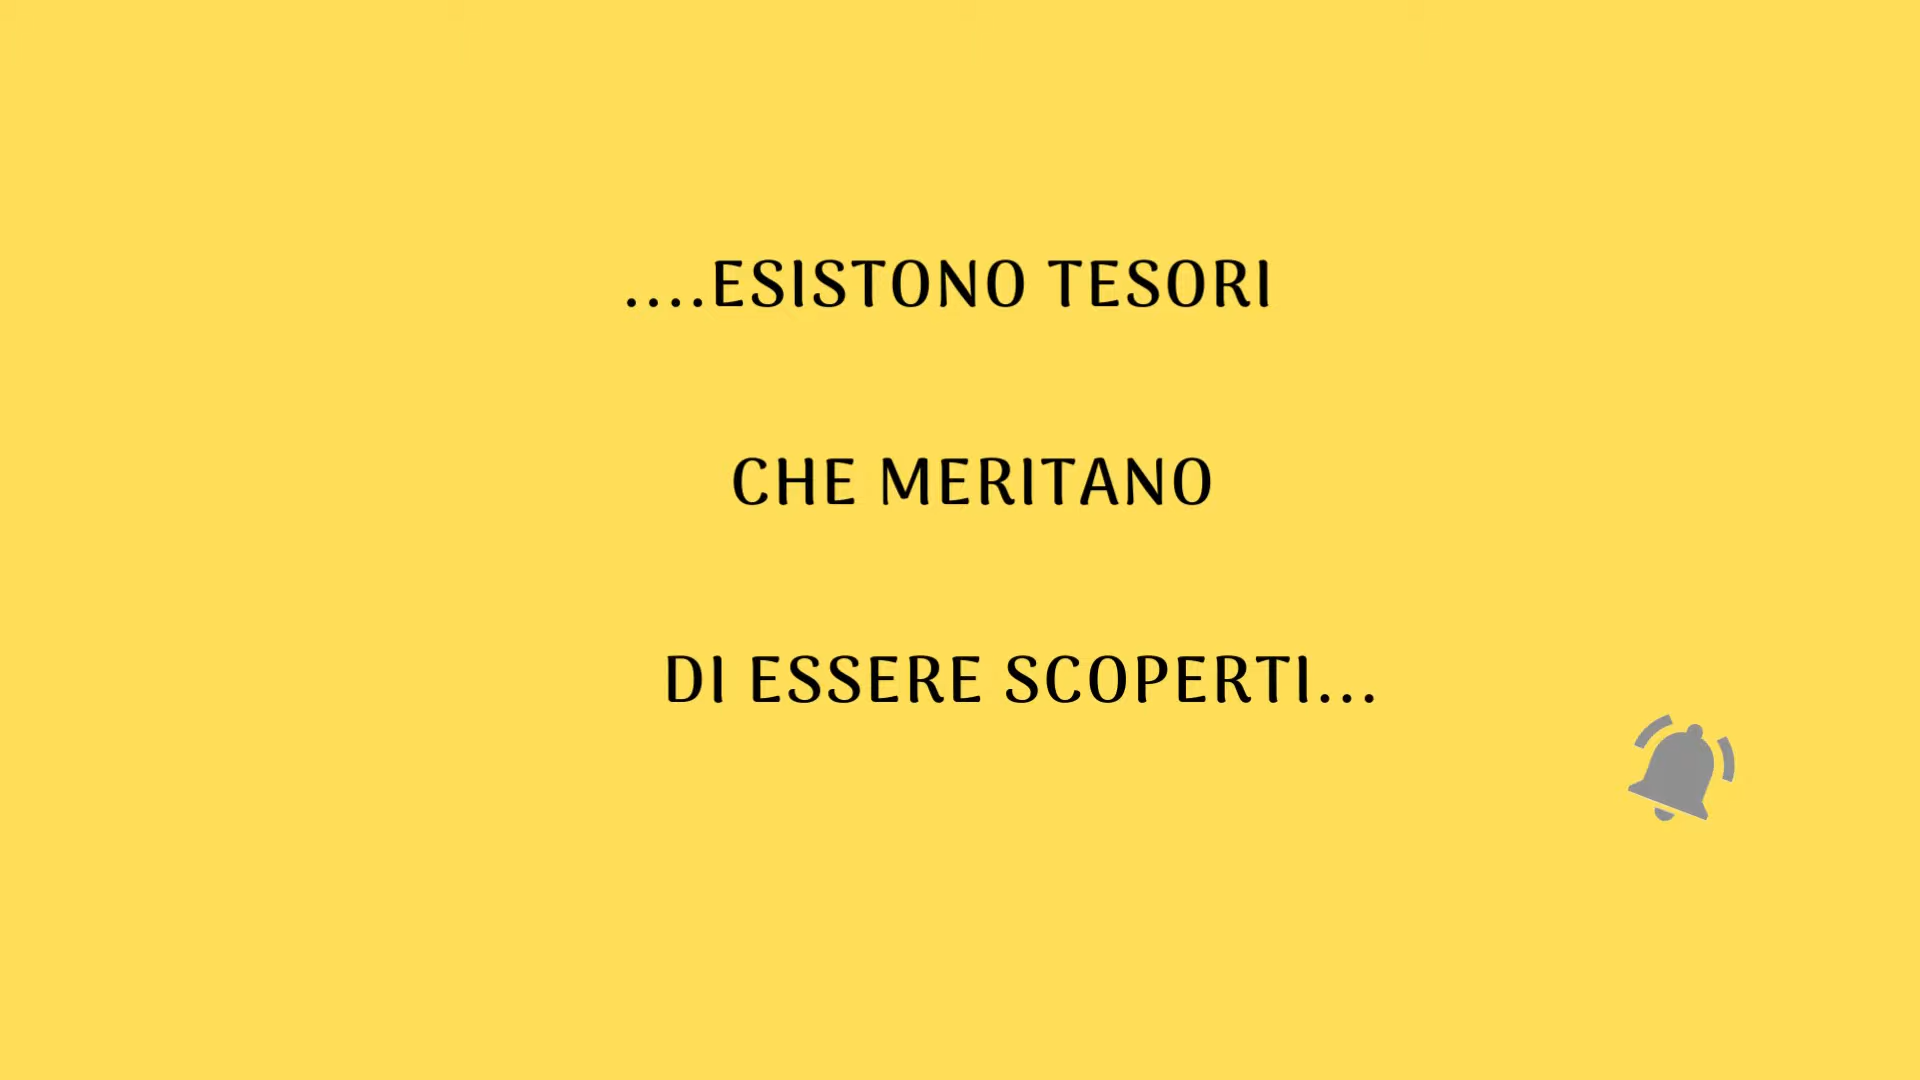 ....ESISTONO TESORI
CHE MERITANO
DI ESSERE SCOPERTI...